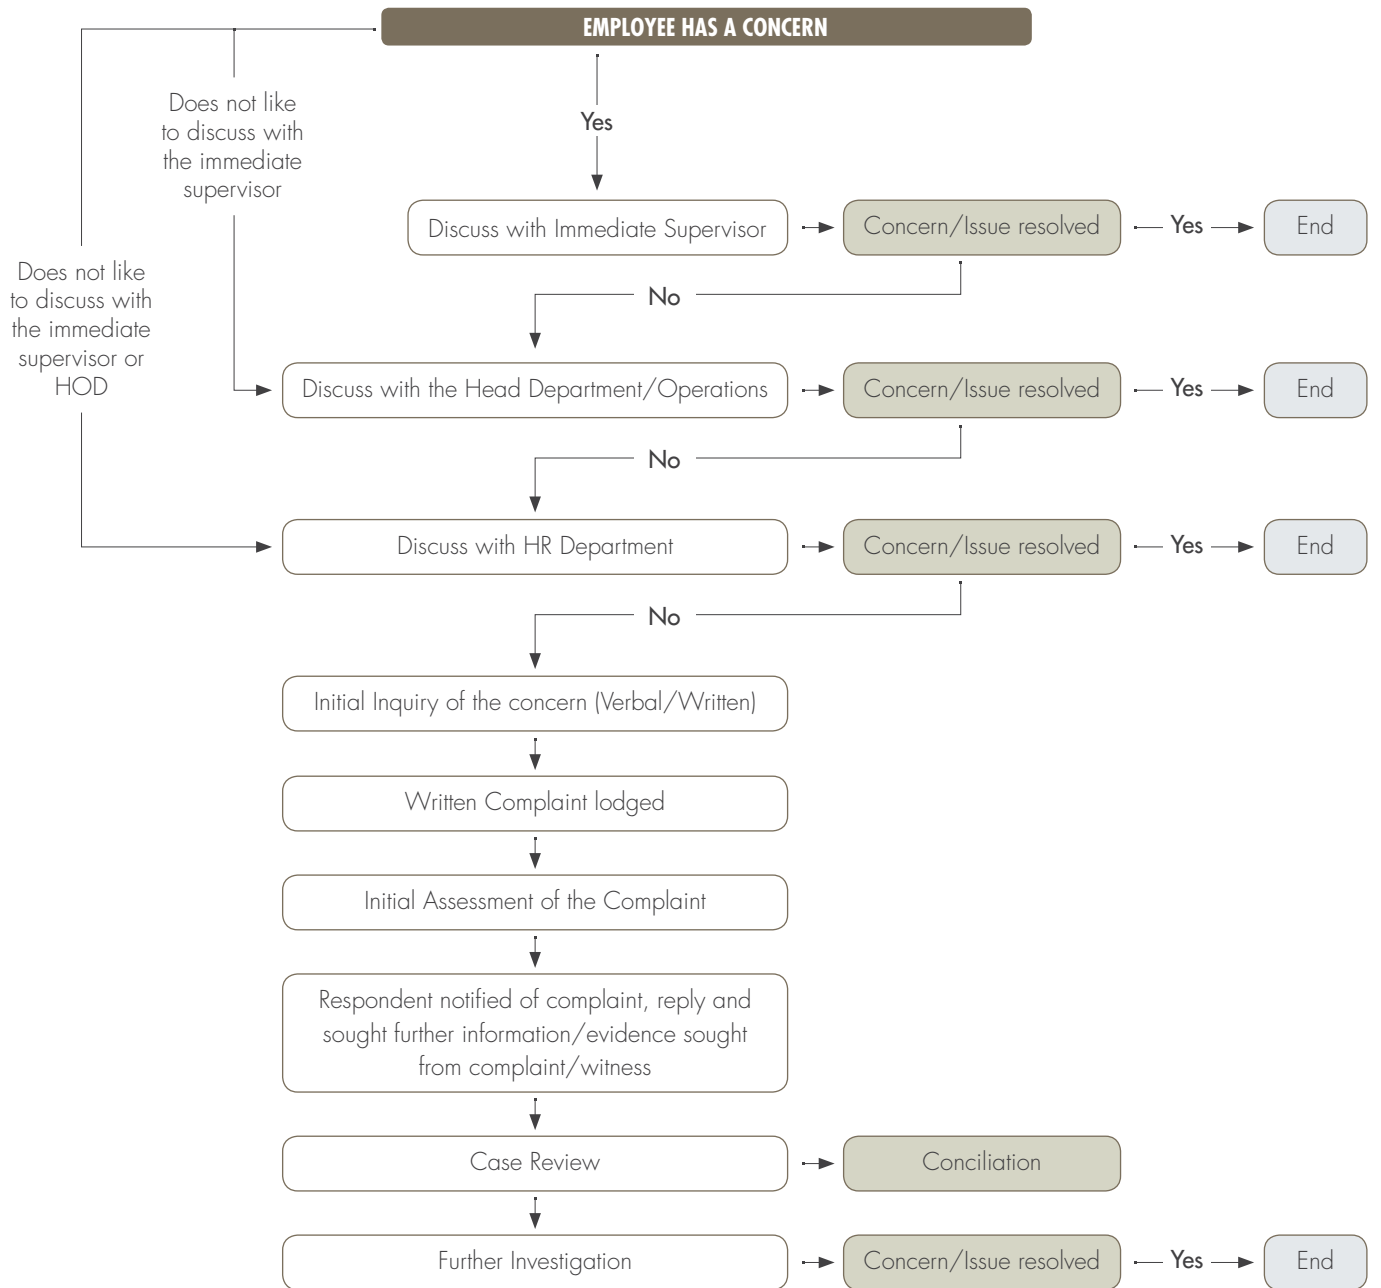 EMPLOYEE HAS A CONCERN
Does not like
to discuss with
the immediate
supervisor
Yes
Discuss with Immediate Supervisor
Concern/Issue resolved
Yes
End
Does not like
to discuss with
the immediate
supervisor or
HOD
No
Discuss with the Head Department/Operations
Concern/Issue resolved
Yes
End
No
Discuss with HR Department
Concern/Issue resolved
Yes
End
No
Initial Inquiry of the concern (Verbal/Written)
Written Complaint lodged
Initial Assessment of the Complaint
Respondent notified of complaint, reply and
sought further information/evidence sought
from complaint/witness
Case Review
Conciliation
Further Investigation
Concern/Issue resolved
Yes
End